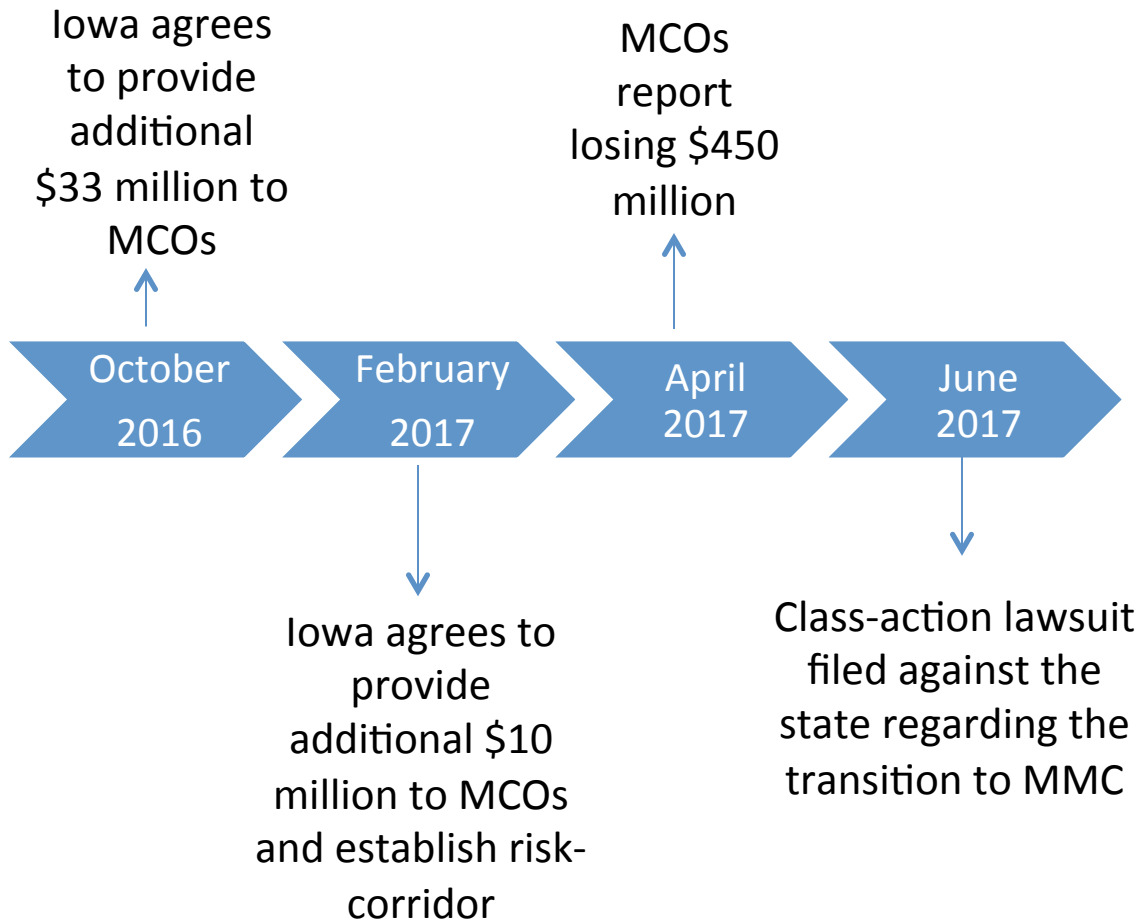 Iowa agrees
to provide
additional
$33 million to
MCOs
MCOs
report
losing $450
million
October
2016
February
2017
April
2017
June
2017
Iowa agrees to
provide
additional $10
million to MCOs
and establish risk-
corridor
Class-action lawsuit
filed against the
state regarding the
transition to MMC